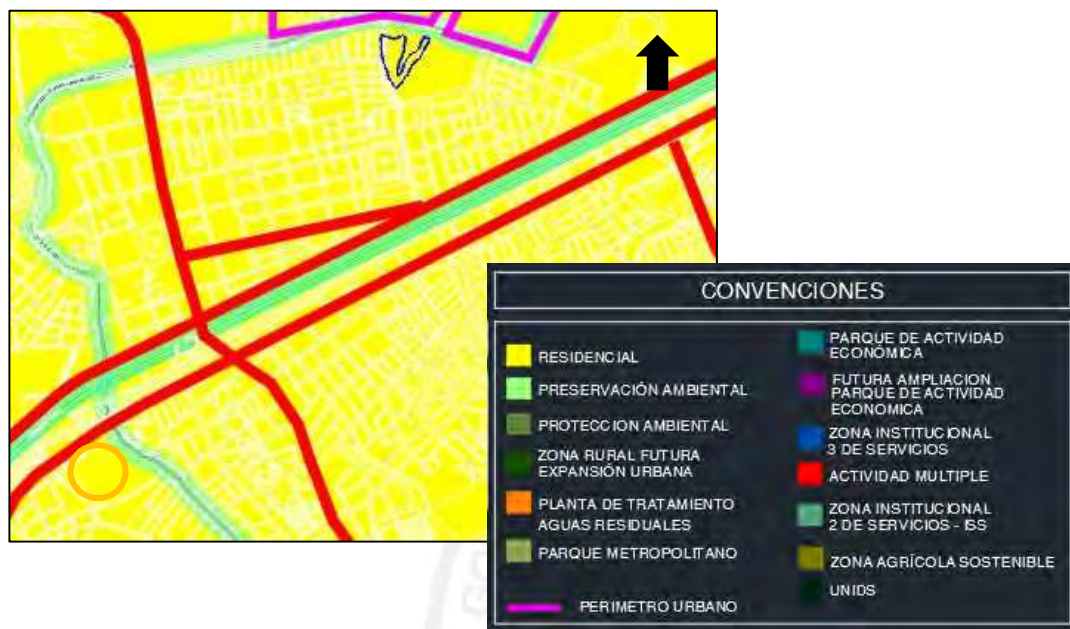 CONVENCIONES
RESIDENCIAL
PRESERVACIÓN AMBIENTAL
PROTECCION AMBIENTAL
ZONA RURAL FUTURA
EXPANSIÓN URBANA
PLANTA DE TRATAMIENTO
AGUAS RESIDUALES
PARQUE METROPOLITANO
PERIMETRO URBANO
PARQUE DE ACTIVIDAD
ECONÓMICA
FUTURA AMPLIACION
PARQUE DE ACTIVIDAD
ECONOMICA
ZONA INSTITUCIONAL
3 DE SERVICIOS
ACTIVIDAD MULTIPLE
ZONA INSTITUCIONAL
2 DE SERVICIOS - ISS
ZONA AGRÍCOLA SOSTENIBLE
UNIDS